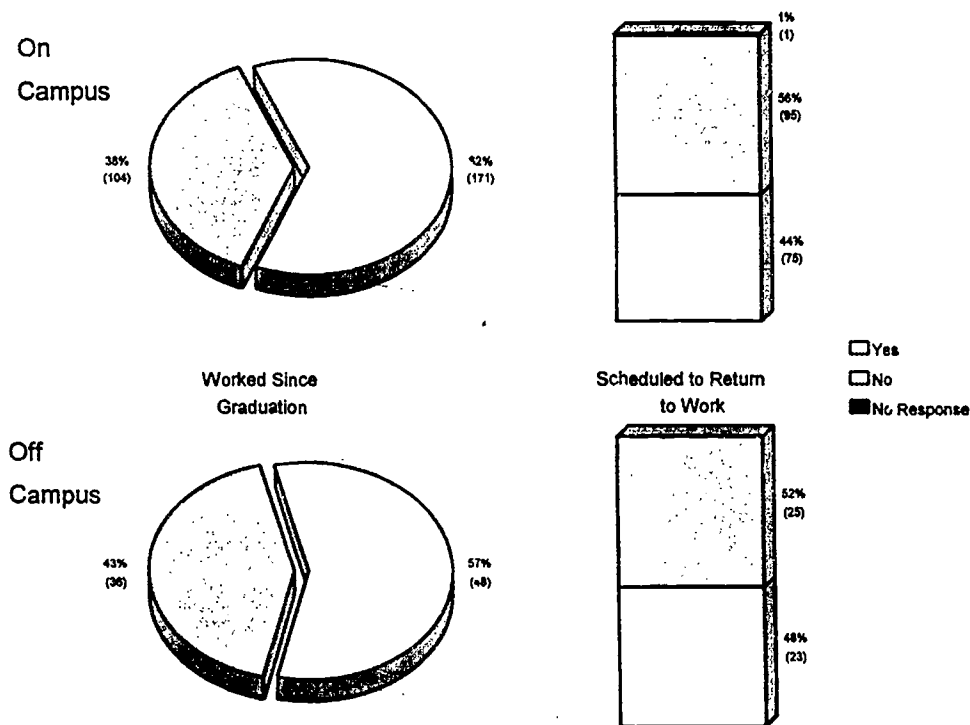 On
Campus
38%
(104)
62%
(171)
1%
(1)
56%
(95)
44%
(75)
Worked Since
Graduation
Scheduled to Return
to Work
Yes
No
No Response
Off
Campus
43%
(36)
57%
(48)
52%
(25)
48%
(23)